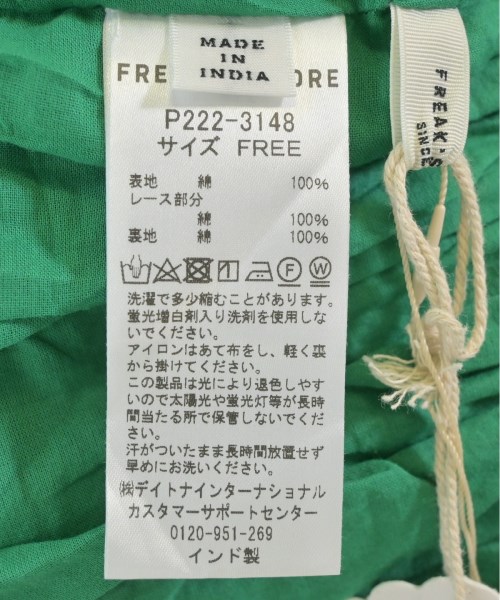 MADE
IN
INDIA
FRE ORE
P222-3148
サイズ FREE
表地 綿 100%
レース部分
綿 100%
裏地 綿 100%
F W
洗濯で多少縮むことがあります。
蛍光増白剤入り洗剤を使用しな
いでください。
アイロンはあて布をし、軽く裏
から掛けてください。
この製品は光により退色しやす
いので太陽光や蛍光灯等が長時
間当たる所で保管しないでくだ
さい。
汗がついたまま長時間放置せず
早めにお洗いください。
㈱デイトナインターナショナル
カスタマーサポートセンター
0120-951-269
インド製
FREAK'S
SINCE